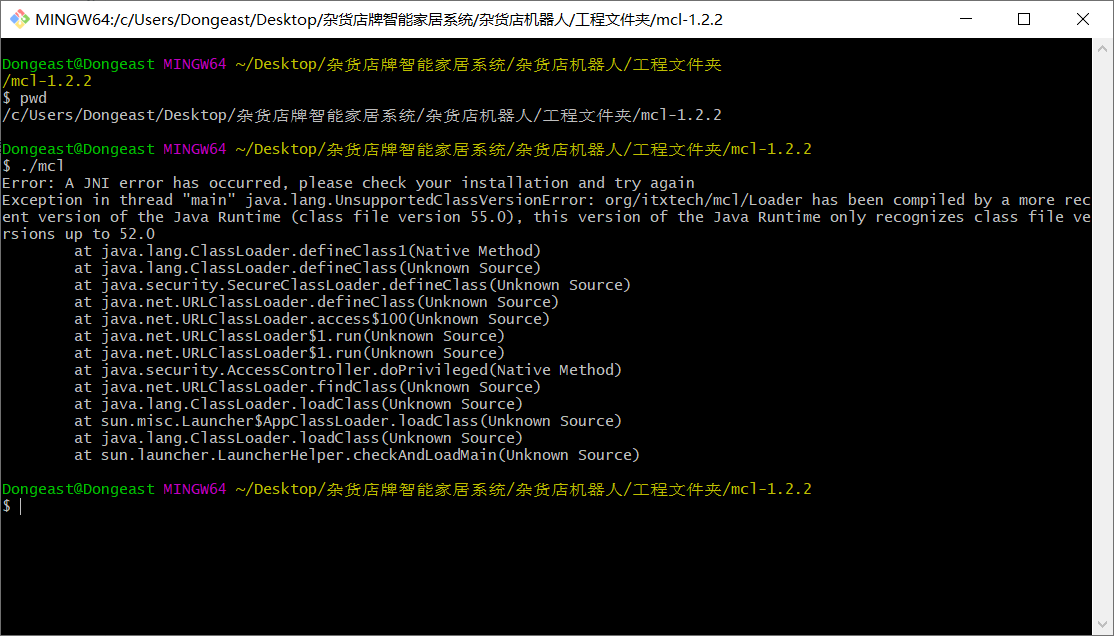 MINGW64:/c/Users/Dongeast/Desktop/杂货店牌智能家居系统/杂货店机器人/工程文件夹/mcl-1.2.2
Dongeast@Dongeast MINGW64 ~/Desktop/杂货店牌智能家居系统/杂货店机器人/工程文件夹
/mcl-1.2.2
$ pwd
/c/Users/Dongeast/Desktop/杂货店牌智能家居系统/杂货店机器人/工程文件夹/mcl-1.2.2
Dongeast@Dongeast MINGW64 ~/Desktop/杂货店牌智能家居系统/杂货店机器人/工程文件夹/mcl-1.2.2
$ ./mcl
Error: A JNI error has occurred, please check your installation and try again
Exception in thread "main" java.lang.UnsupportedClassVersionError: org/itxtech/mcl/Loader has been compiled by a more rec
ent version of the Java Runtime (class file version 55.0), this version of the Java Runtime only recognizes class file ve
rsions up to 52.0
at java.lang.ClassLoader.defineClass1(Native Method)
at java.lang.ClassLoader.defineClass(Unknown Source)
at java.security.SecureClassLoader.defineClass(Unknown Source)
at java.net.URLClassLoader.defineClass(Unknown Source)
at java.net.URLClassLoader.access$100(Unknown Source)
at java.net.URLClassLoader$1.run(Unknown Source)
at java.net.URLClassLoader$1.run(Unknown Source)
at java.security.AccessController.doPrivileged(Native Method)
at java.net.URLClassLoader.findClass(Unknown Source)
at java.lang.ClassLoader.loadClass(Unknown Source)
at sun.misc.Launcher$AppClassLoader.loadClass(Unknown Source)
at java.lang.ClassLoader.loadClass(Unknown Source)
at sun.launcher.LauncherHelper.checkAndLoadMain(Unknown Source)
Dongeast@Dongeast MINGW64 ~/Desktop/杂货店牌智能家居系统/杂货店机器人/工程文件夹/mcl-1.2.2
$